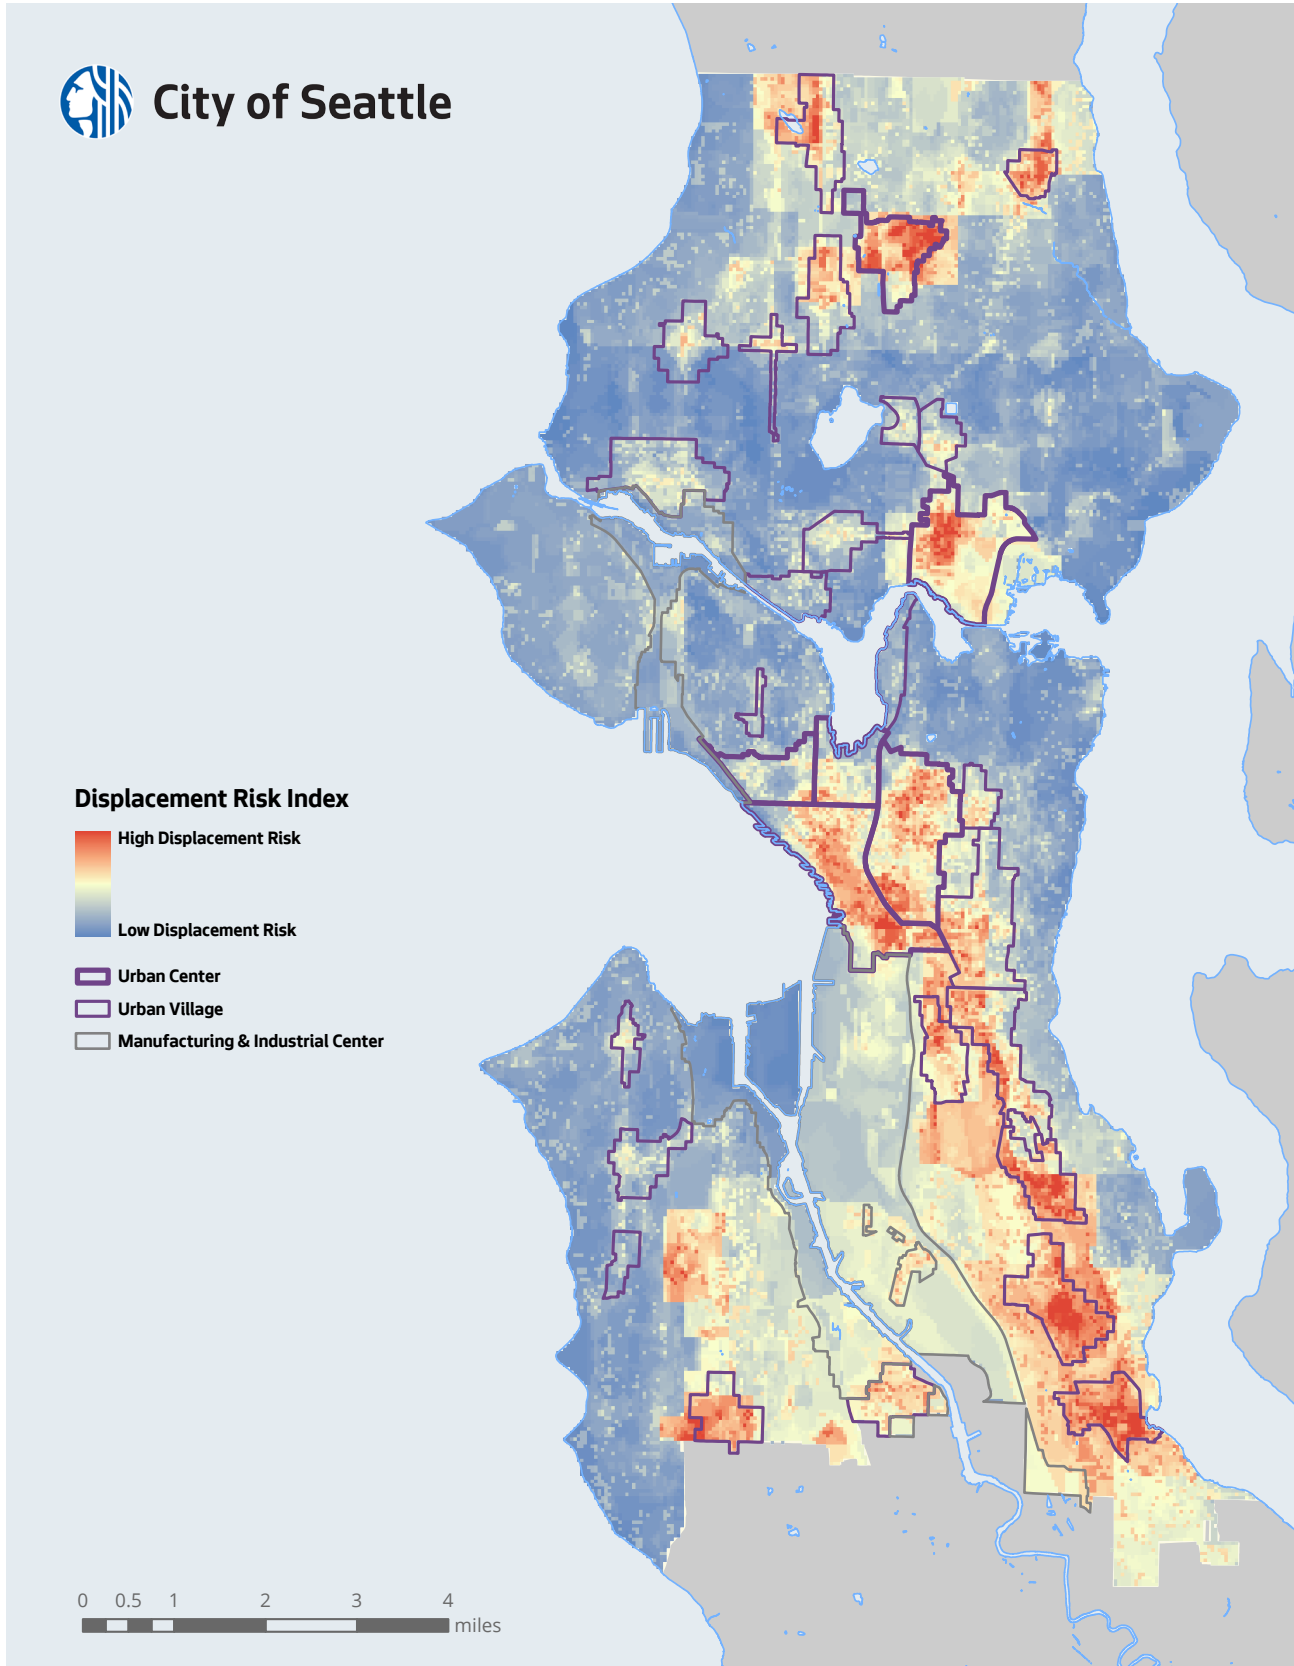 City of Seattle
Displacement Risk Index
High Displacement Risk
Low Displacement Risk
Urban Center
Urban Village
Manufacturing & Industrial Center
0 0.5 1 2 3 4
miles